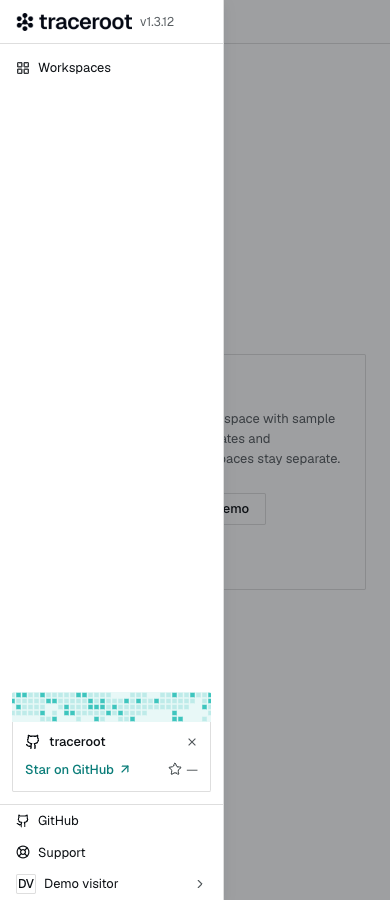 traceroot v1.3.12
Workspaces
space with sample
ates and
paces stay separate.
emo
traceroot
Star on GitHub
—
GitHub
Support
DV Demo visitor